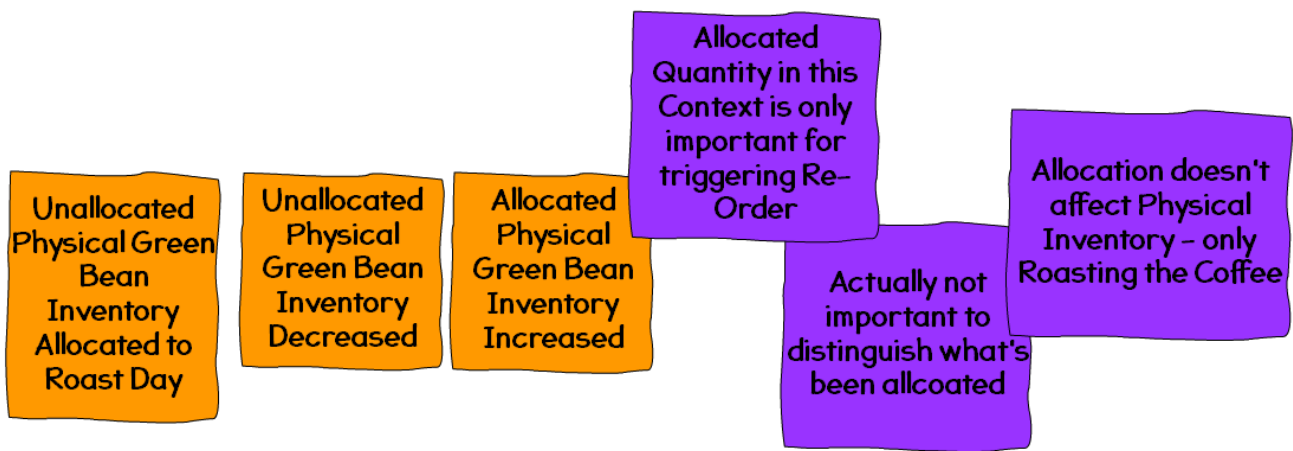 Unallocated
Physical Green
Bean
Inventory
Allocated to
Roast Day
Unallocated
Physical
Green Bean
Inventory
Decreased
Allocated
Physical
Green Bean
Inventory
Increased
Allocated
Quantity in this
Context is only
important for
triggering Re-
Order
Actually not
important to
distinguish what's
been allcoated
Allocation doesn't
affect Physical
Inventory - only
Roasting the Coffee